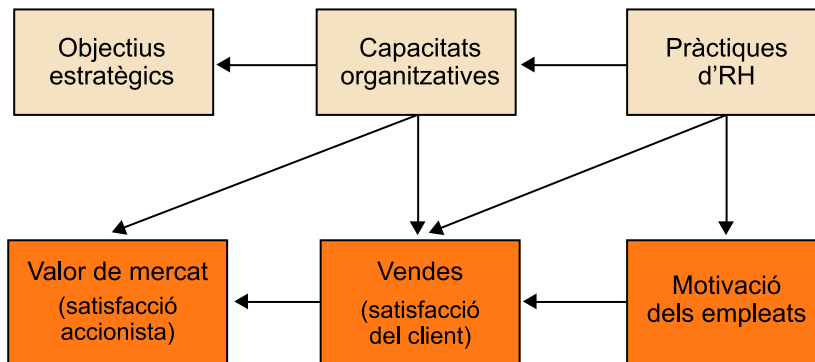 Objectius
estratègics
Capacitats
organitzatives
Pràctiques
d’RH
Valor de mercat
(satisfacció
accionista)
Vendes
(satisfacció
del client)
Motivació
dels empleats